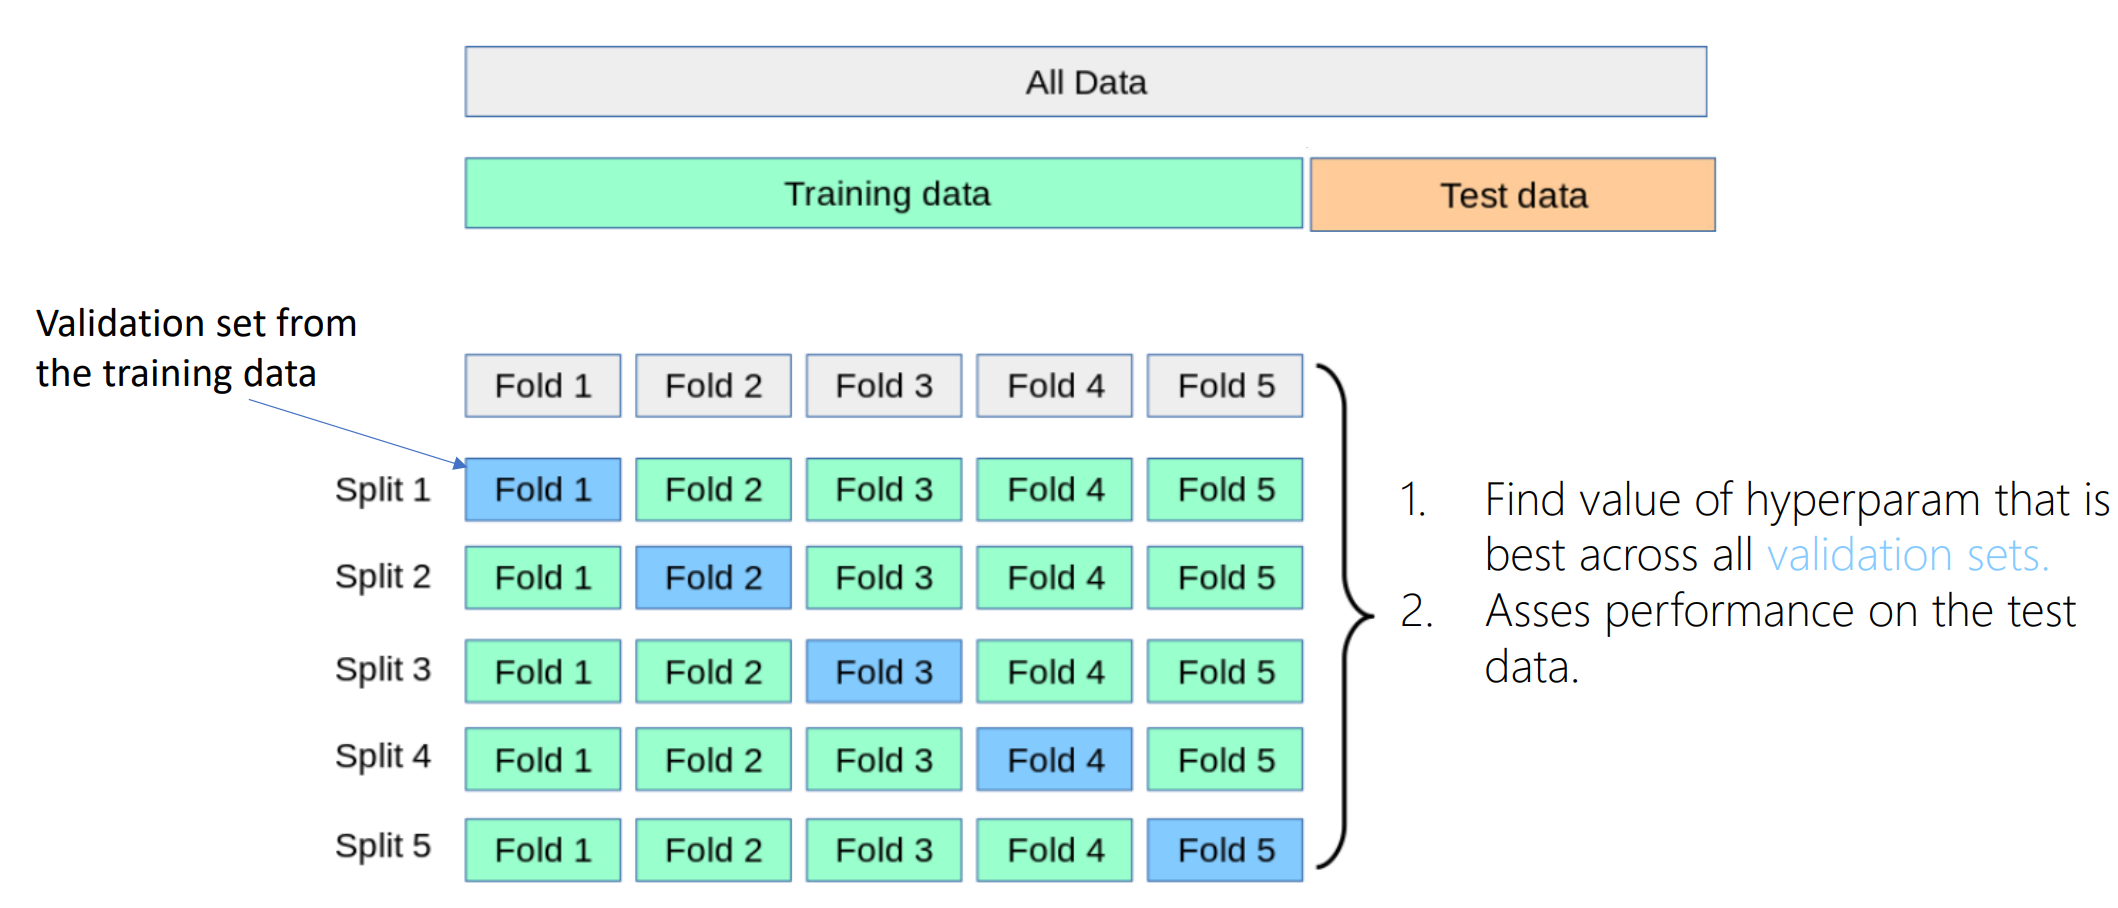 All Data
Training data
Test data
Validation set from
the training data
Fold 1 Fold 2 Fold 3 Fold 4 Fold 5
Split 1 Fold 1 Fold 2 Fold 3 Fold 4 Fold 5
Split 2 Fold 1 Fold 2 Fold 3 Fold 4 Fold 5
Split 3 Fold 1 Fold 2 Fold 3 Fold 4 Fold 5
Split 4 Fold 1 Fold 2 Fold 3 Fold 4 Fold 5
Split 5 Fold 1 Fold 2 Fold 3 Fold 4 Fold 5
1. Find value of hyperparam that is
best across all validation sets.
2. Asses performance on the test
data.